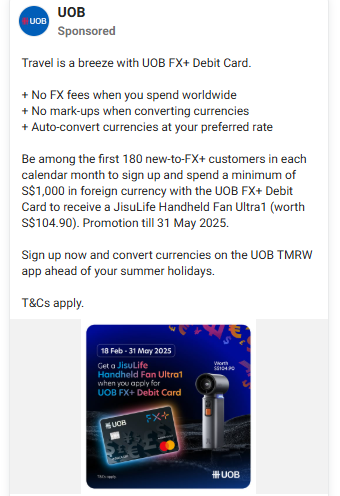 UOB
UOB
Sponsored
Travel is a breeze with UOB FX+ Debit Card.
+ No FX fees when you spend worldwide
+ No mark-ups when converting currencies
+ Auto-convert currencies at your preferred rate
Be among the first 180 new-to-FX+ customers in each
calendar month to sign up and spend a minimum of
S$1,000 in foreign currency with the UOB FX+ Debit
Card to receive a JisuLife Handheld Fan Ultra1 (worth
S$104.90). Promotion till 31 May 2025.
Sign up now and convert currencies on the UOB TMRW
app ahead of your summer holidays.
T&Cs apply.
18 Feb - 31 May 2025
Get a JisuLife
Handheld Fan Ultra1
when you apply for
UOB FX+ Debit Card
Worth
S$104.90
UOB
FX+
T&Cs apply.
UOB